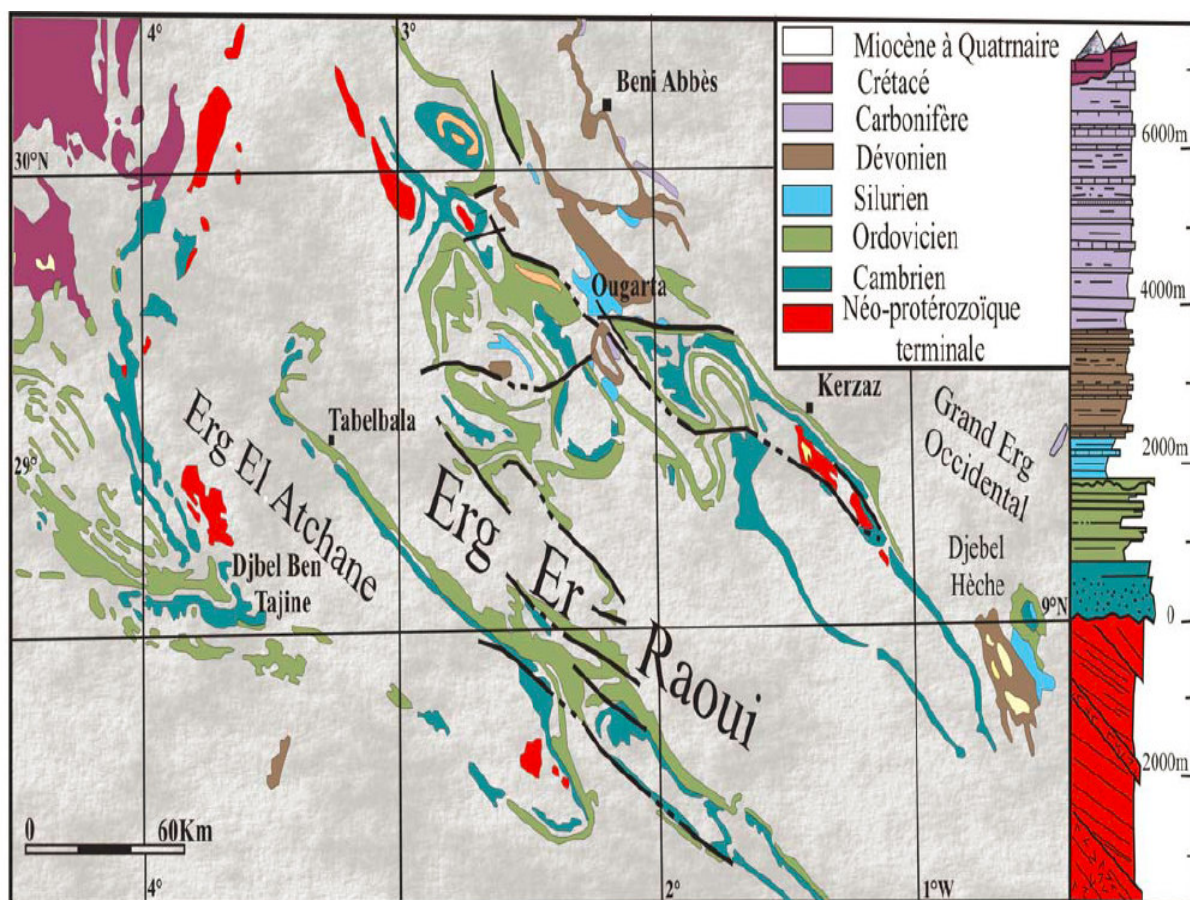 4°
3°
Beni Abbès
30°N
Ougarta
Kerzaz
Tabelbala
29°
Erg El Atchane
Erg Er
Raoui
Grand Erg
Occidental
Djbel Ben
Tajine
Djebel
Hèche
9°N
0 60Km
4°
2°
1°W
Miocène à Quatrnaire
Crétacé
Carbonifère
Dévonien
Silurien
Ordovicien
Cambrien
Néo-protérozoïque
terminale
6000m
4000m
2000m
0
2000m